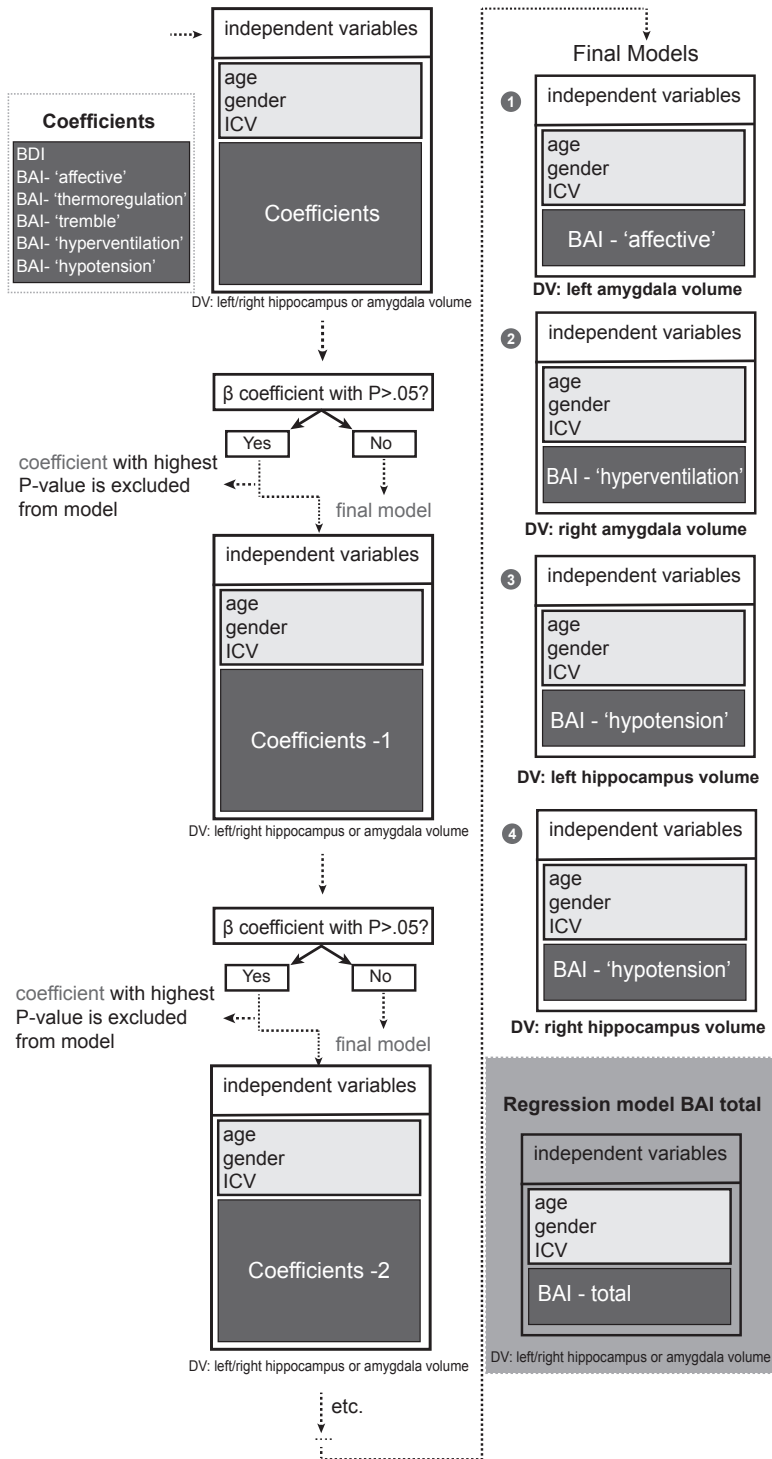 independent variables
age
gender
ICV
Coefficients
DV: left/right hippocampus or amygdala volume
Coefficients
BDI
BAI- ‘affective’
BAI- ‘thermoregulation’
BAI- ‘tremble’
BAI- ‘hyperventilation’
BAI- ‘hypotension’
β coefficient with P>.05?
Yes
No
coefficient with highest
P-value is excluded
from model
final model
independent variables
age
gender
ICV
Coefficients -1
DV: left/right hippocampus or amygdala volume
β coefficient with P>.05?
Yes
No
coefficient with highest
P-value is excluded
from model
final model
independent variables
age
gender
ICV
Coefficients -2
DV: left/right hippocampus or amygdala volume
etc.
Final Models
1
independent variables
age
gender
ICV
BAI - ‘affective’
DV: left amygdala volume
2
independent variables
age
gender
ICV
BAI - ‘hyperventilation’
DV: right amygdala volume
3
independent variables
age
gender
ICV
BAI - ‘hypotension’
DV: left hippocampus volume
4
independent variables
age
gender
ICV
BAI - ‘hypotension’
DV: right hippocampus volume
Regression model BAI total
independent variables
age
gender
ICV
BAI - total
DV: left/right hippocampus or amygdala volume